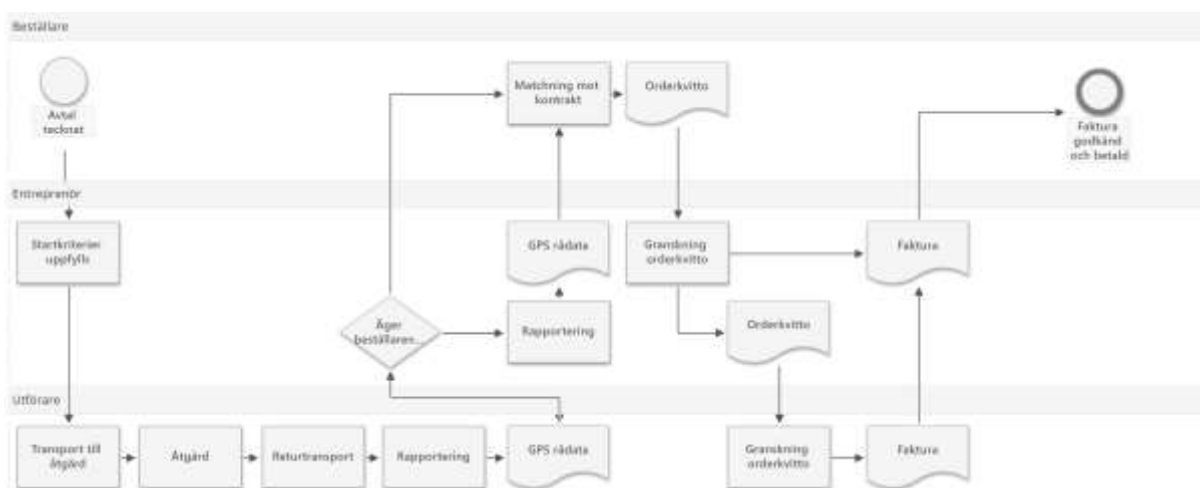 Beställare
Avtal
tecknat
Matchning mot
kontrakt
Orderkvitto
Faktura
godkänd
och betald
Entreprenör
Startkriterier
uppfylls
GPS rådata
Granskning
orderkvitto
Faktura
Äger
beställaren...
Rapportering
Orderkvitto
Utförare
Transport till
åtgärd
Åtgärd
Returtransport
Rapportering
GPS rådata
Granskning
orderkvitto
Faktura